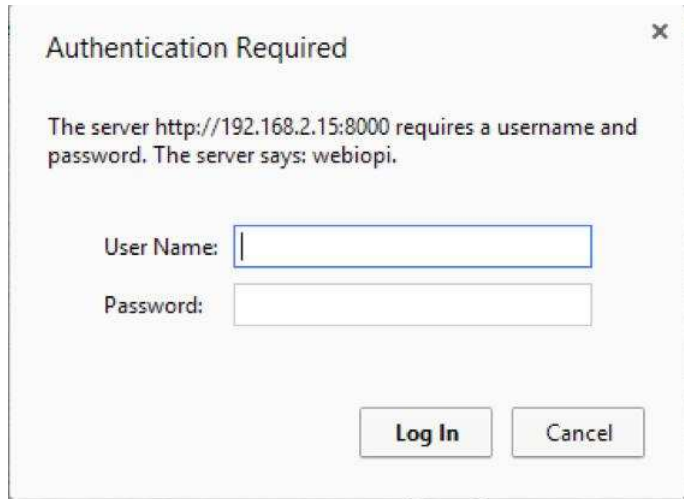 Authentication Required
The server http://192.168.2.15:8000 requires a username and
password. The server says: webiopi.
User Name:
Password:
Log In Cancel